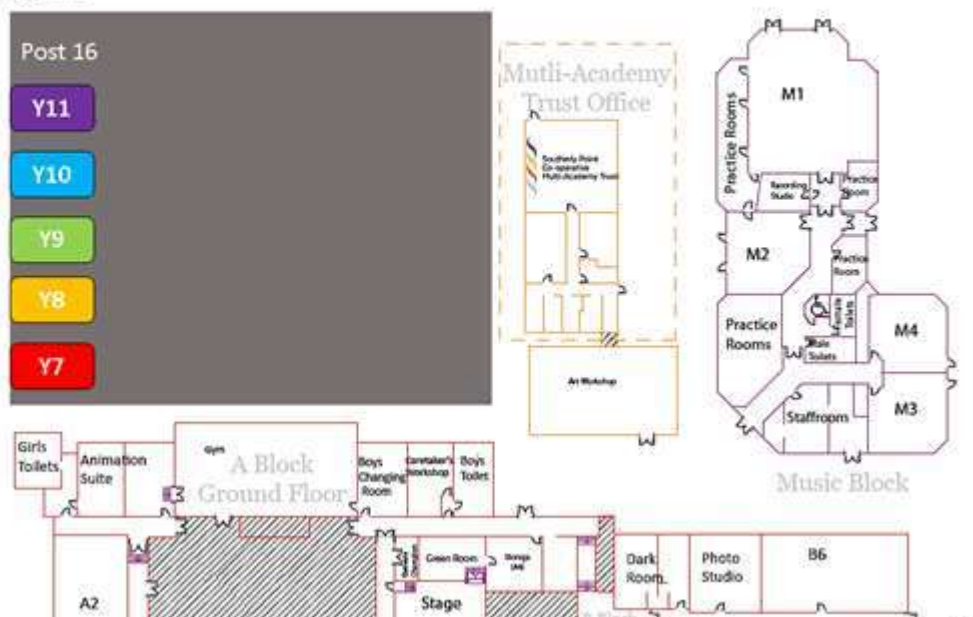 Post 16
Y11
Y10
Y9
Y8
Y7
Mutli-Academy
Trust Office
Southerly Point
Co-operative
Multi-Academy Trust
Art Workshop
M1
Practice Rooms
Recording
Studio
Practice
Room
M2
Practice
Room
Practice
Rooms
Female
Toilets
Male
Toilets
M4
M3
Staffrooms
Music Block
Girls
Toilets
Animation
Suite
Gym
A Block
Ground Floor
Boys
Changing
Room
Caretaker's
Workshop
Boys
Toilet
A2
Green Room
Storage
Stage
Dark
Room
Photo
Studio
B6